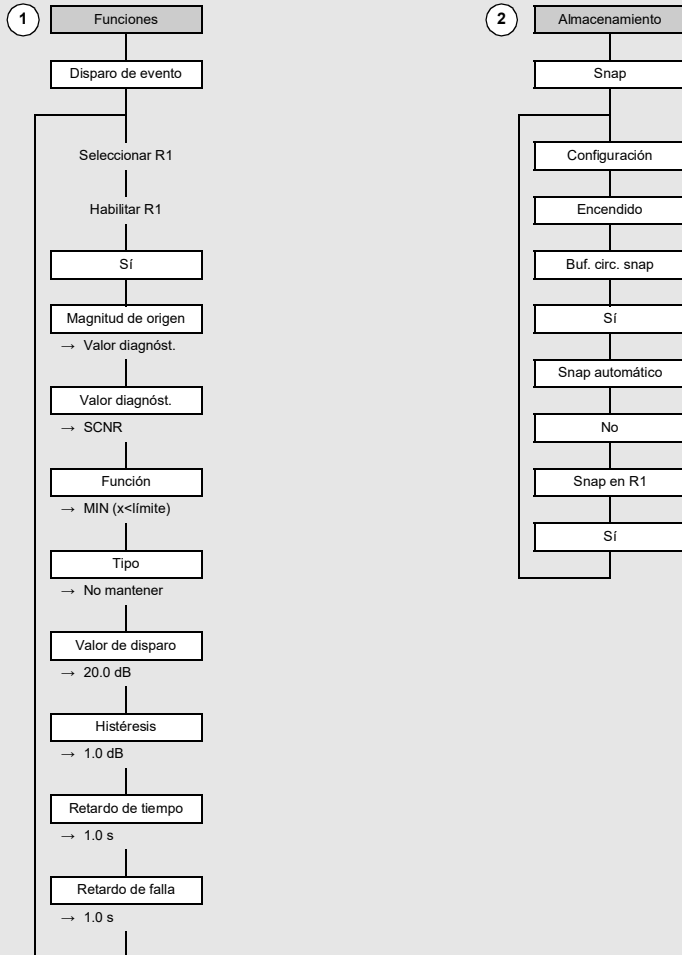 1
Funciones
Disparo de evento
Seleccionar R1
Habilitar R1
Sí
Magnitud de origen
→ Valor diagnóst.
Valor diagnóst.
→ SCNR
Función
→ MIN (x<límite)
Tipo
→ No mantener
Valor de disparo
→ 20.0 dB
Histéresis
→ 1.0 dB
Retardo de tiempo
→ 1.0 s
Retardo de falla
→ 1.0 s
2
Almacenamiento
Snap
Configuración
Encendido
Buf. circ. snap
Sí
Snap automático
No
Snap en R1
Sí